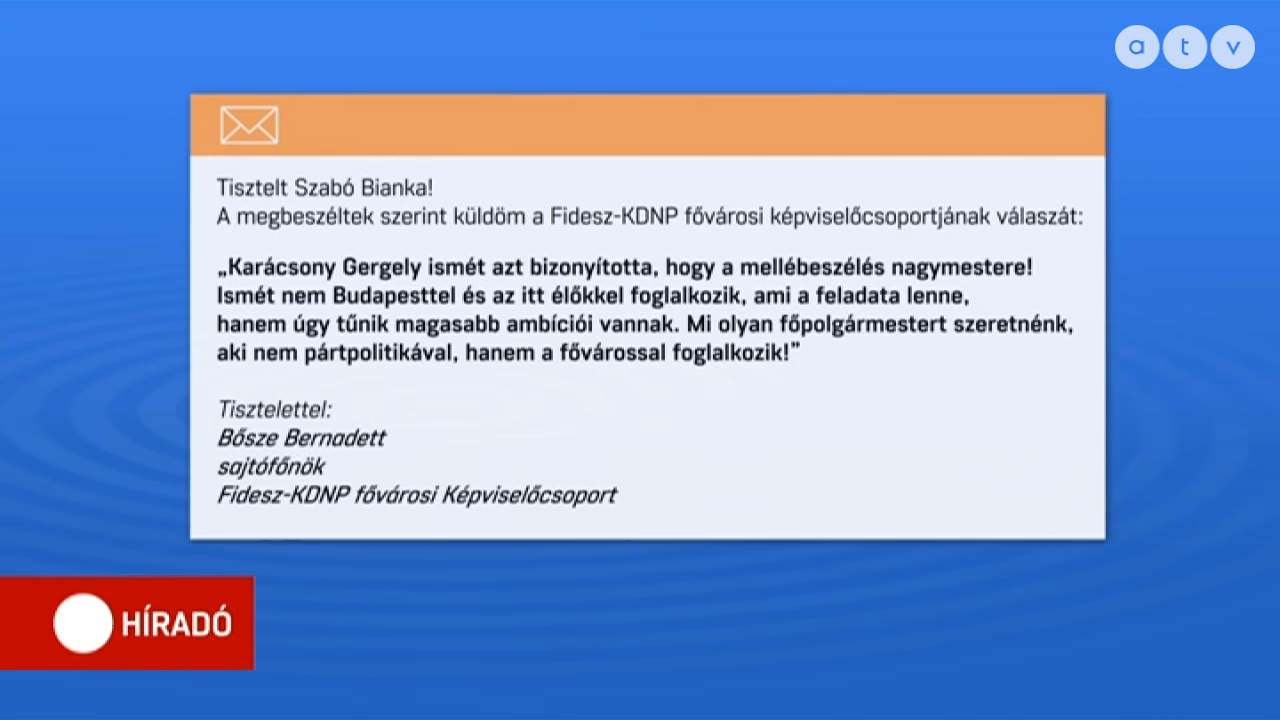 a t v
Tisztelt Szabó Bianka!
A megbeszéltek szerint küldöm a Fidesz-KDNP fővárosi képviselőcsoportjának válaszát:
„Karácsony Gergely ismét azt bizonyította, hogy a mellébeszélés nagymestere!
Ismét nem Budapesttel és az itt élőkkel foglalkozik, ami a feladata lenne,
hanem úgy tűnik magasabb ambíciói vannak. Mi olyan főpolgármestert szeretnénk,
aki nem pártpolitikával, hanem a fővárossal foglalkozik!”
Tisztelettel:
Bősze Bernadett
sajtófőnök
Fidesz-KDNP fővárosi Képviselőcsoport
HÍRADÓ